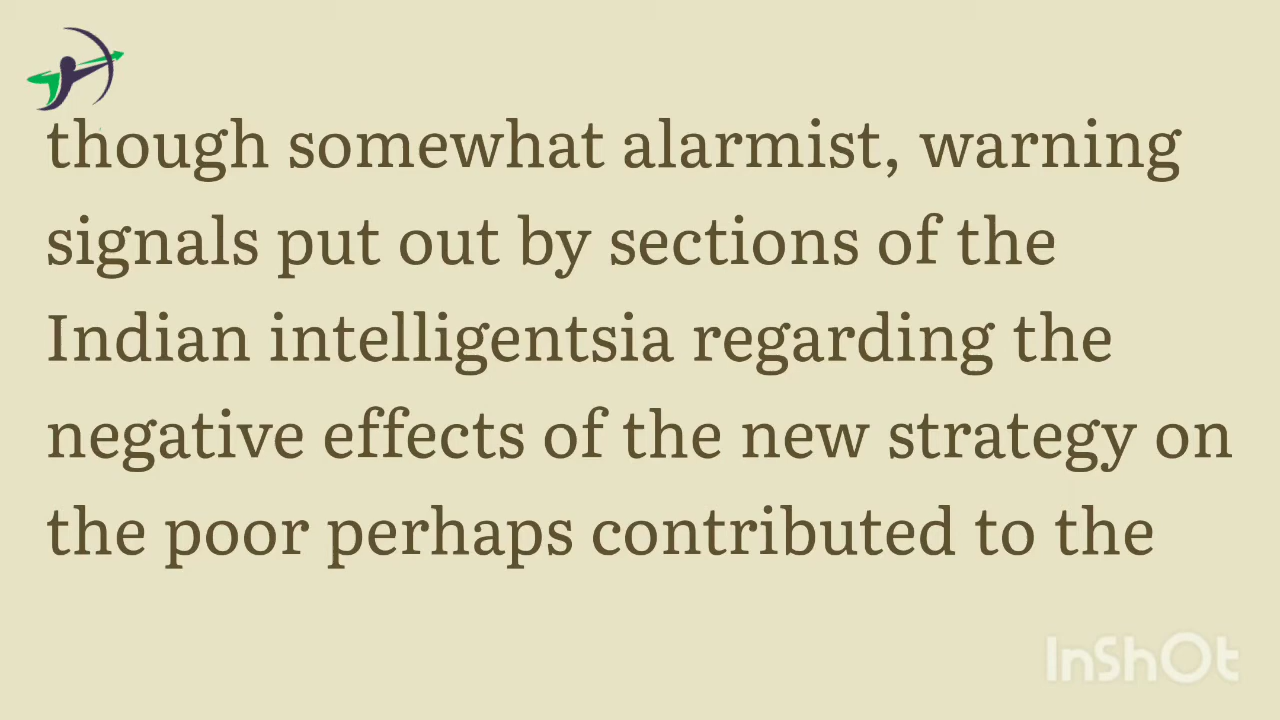 though somewhat alarmist, warning
signals put out by sections of the
Indian intelligentsia regarding the
negative effects of the new strategy on
the poor perhaps contributed to the
InShOt